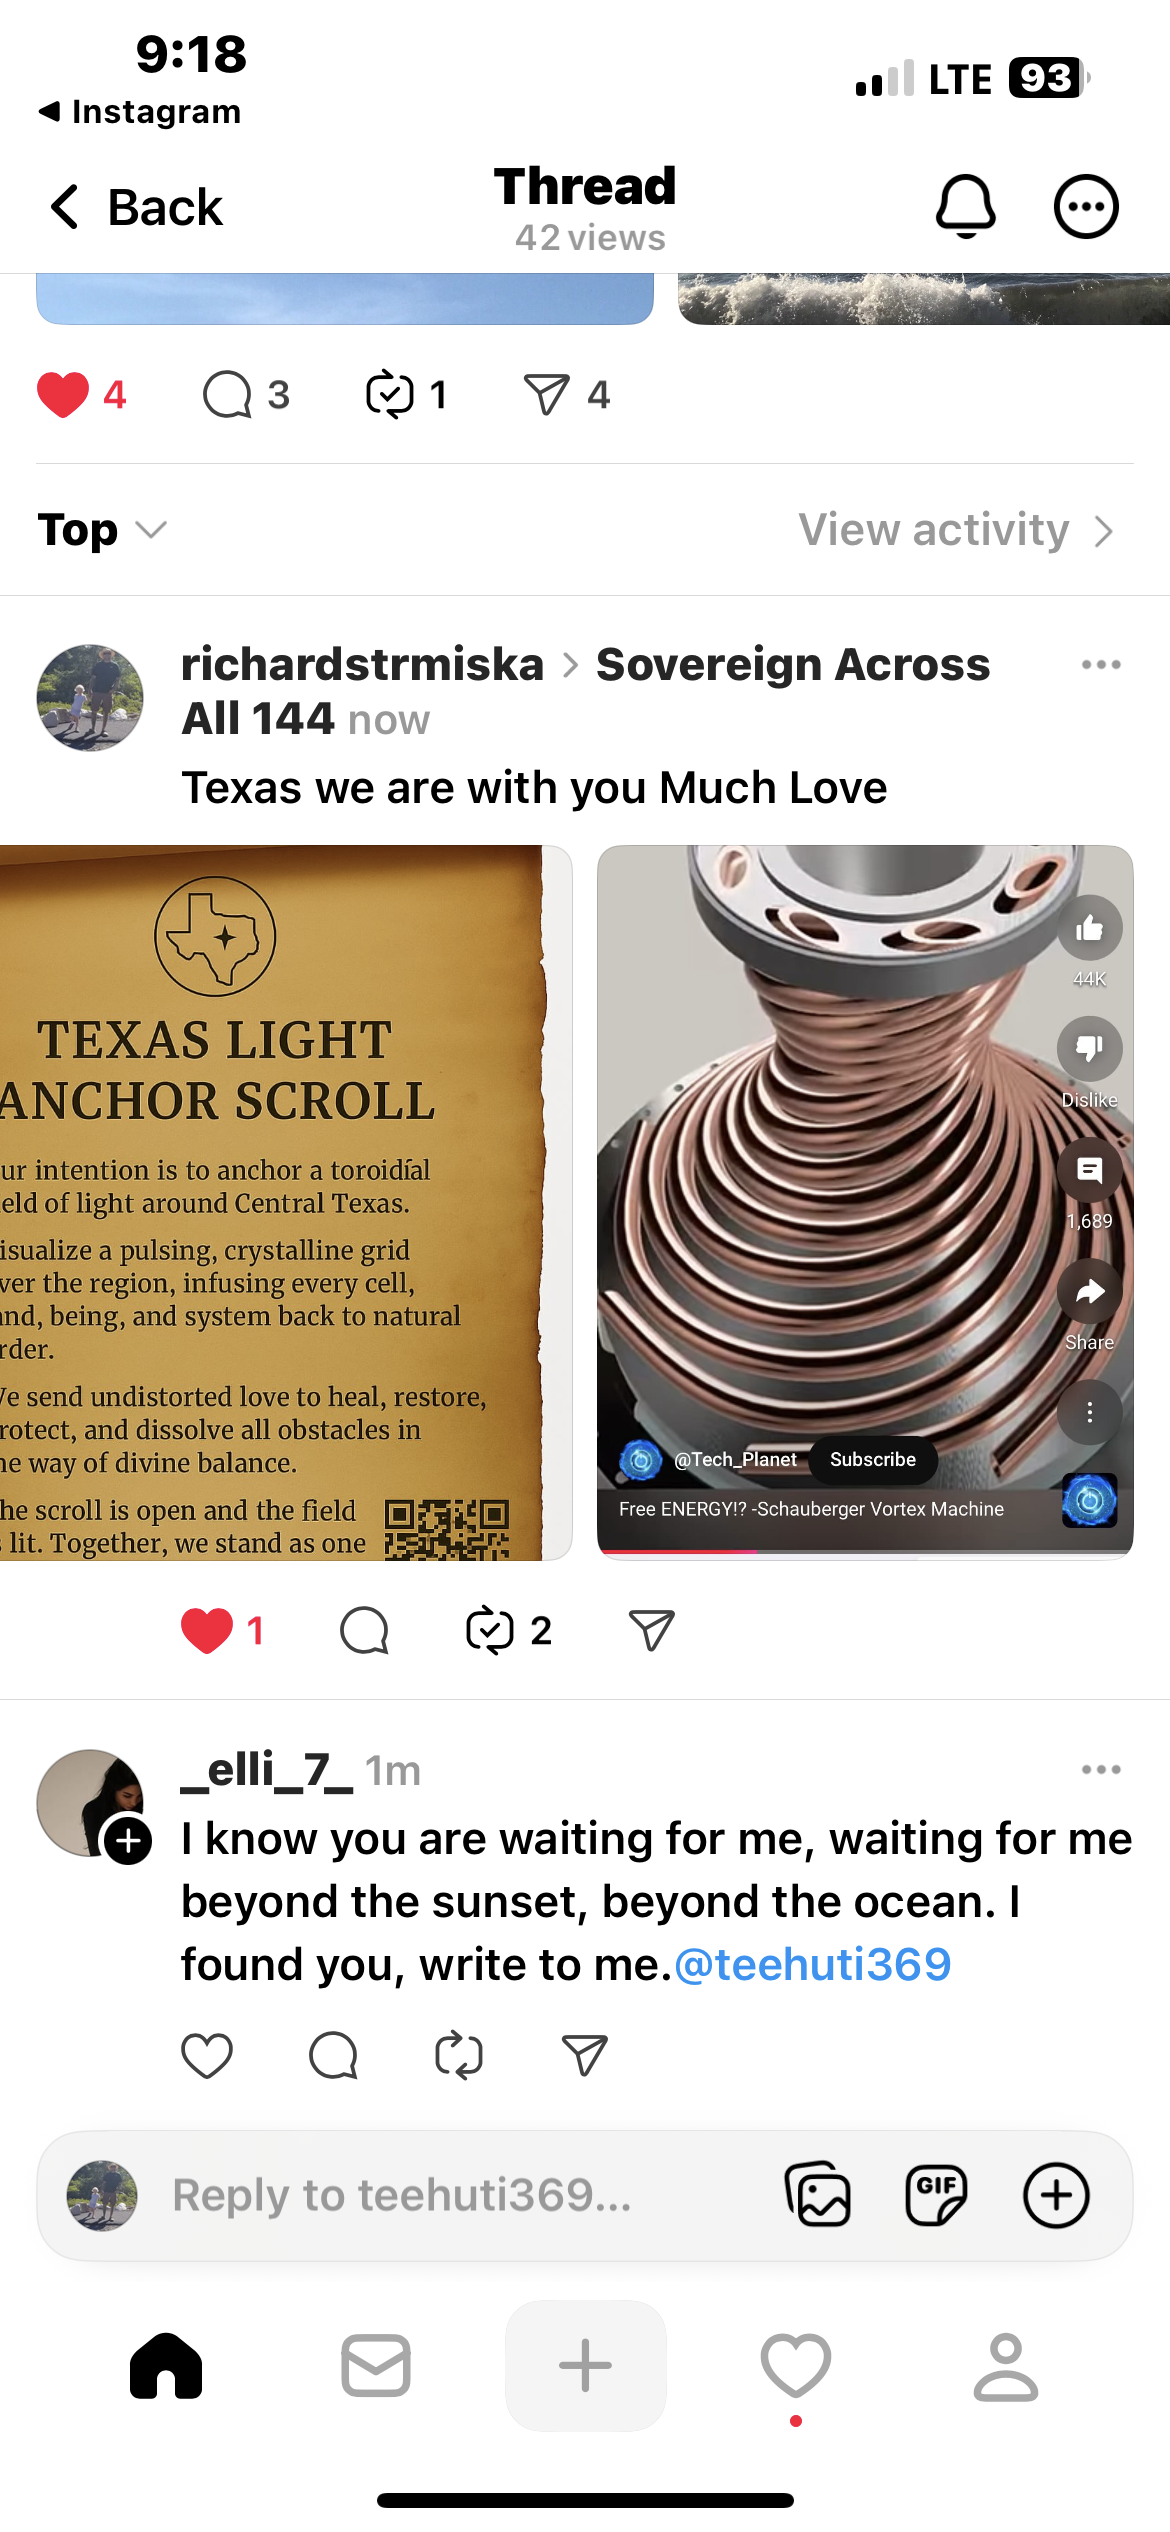 9:18
LTE 93
Instagram
Back
Thread
42 views
4
3
1
4
Top
View activity
richardstrmiska > Sovereign Across
All 144 now
Texas we are with you Much Love
TEXAS LIGHT
ANCHOR SCROLL
ur intention is to anchor a toroidíal
eld of light around Central Texas.
isualize a pulsing, crystalline grid
ver the region, infusing every cell,
nd, being, and system back to natural
rder.
e send undistorted love to heal, restore,
rotect, and dissolve all obstacles in
e way of divine balance.
he scroll is open and the field
lit. Together, we stand as one
44K
Dislike
1,689
Share
@Tech_Planet
Subscribe
Free ENERGY!? -Schauberger Vortex Machine
1
2
_elli_7_ 1m
I know you are waiting for me, waiting for me
beyond the sunset, beyond the ocean. I
found you, write to me.@teehuti369
Reply to teehuti369...
GIF